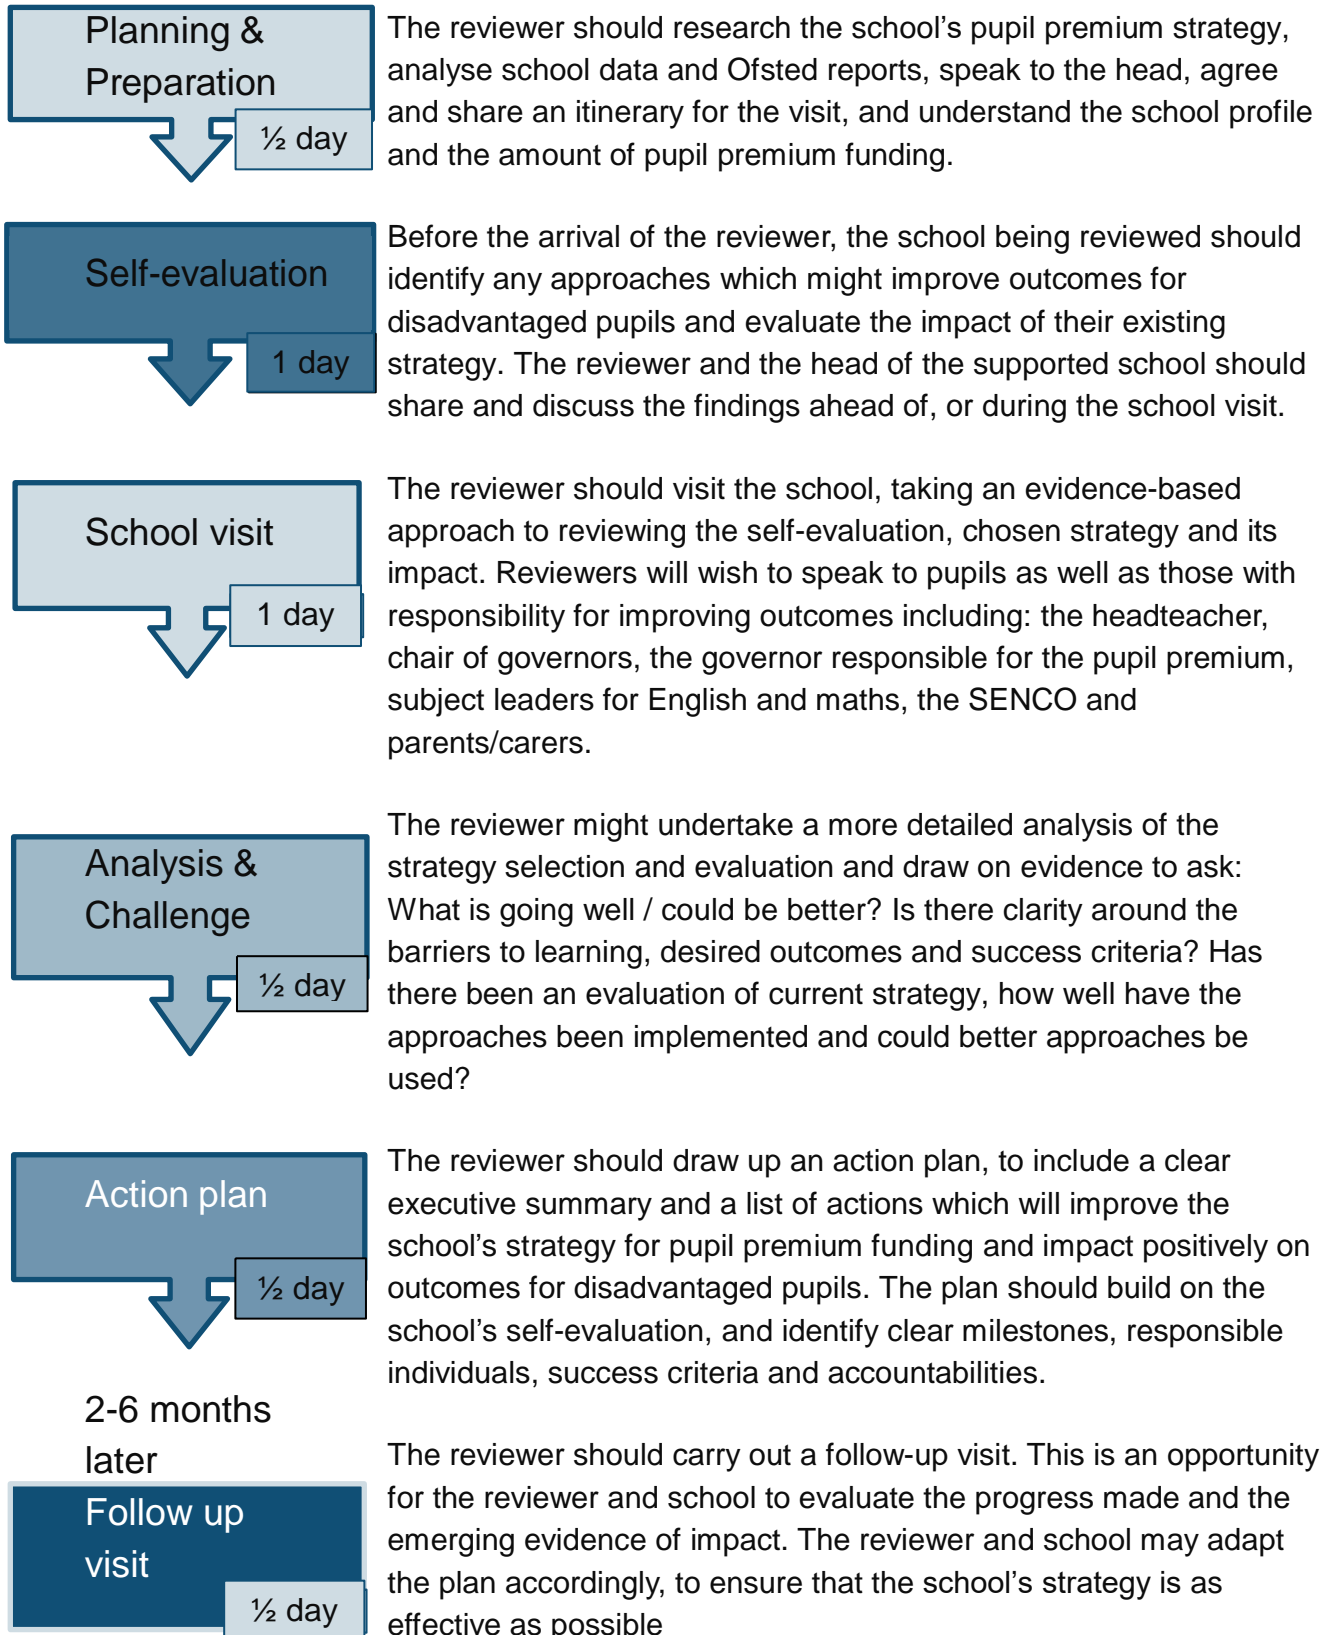 Planning &
Preparation
½ day
The reviewer should research the school’s pupil premium strategy,
analyse school data and Ofsted reports, speak to the head, agree
and share an itinerary for the visit, and understand the school profile
and the amount of pupil premium funding.
Self-evaluation
1 day
Before the arrival of the reviewer, the school being reviewed should
identify any approaches which might improve outcomes for
disadvantaged pupils and evaluate the impact of their existing
strategy. The reviewer and the head of the supported school should
share and discuss the findings ahead of, or during the school visit.
School visit
1 day
The reviewer should visit the school, taking an evidence-based
approach to reviewing the self-evaluation, chosen strategy and its
impact. Reviewers will wish to speak to pupils as well as those with
responsibility for improving outcomes including: the headteacher,
chair of governors, the governor responsible for the pupil premium,
subject leaders for English and maths, the SENCO and
parents/carers.
Analysis &
Challenge
½ day
The reviewer might undertake a more detailed analysis of the
strategy selection and evaluation and draw on evidence to ask:
What is going well / could be better? Is there clarity around the
barriers to learning, desired outcomes and success criteria? Has
there been an evaluation of current strategy, how well have the
approaches been implemented and could better approaches be
used?
Action plan
½ day
The reviewer should draw up an action plan, to include a clear
executive summary and a list of actions which will improve the
school’s strategy for pupil premium funding and impact positively on
outcomes for disadvantaged pupils. The plan should build on the
school’s self-evaluation, and identify clear milestones, responsible
individuals, success criteria and accountabilities.
2-6 months
later
Follow up
visit
½ day
The reviewer should carry out a follow-up visit. This is an opportunity
for the reviewer and school to evaluate the progress made and the
emerging evidence of impact. The reviewer and school may adapt
the plan accordingly, to ensure that the school’s strategy is as
effective as possible